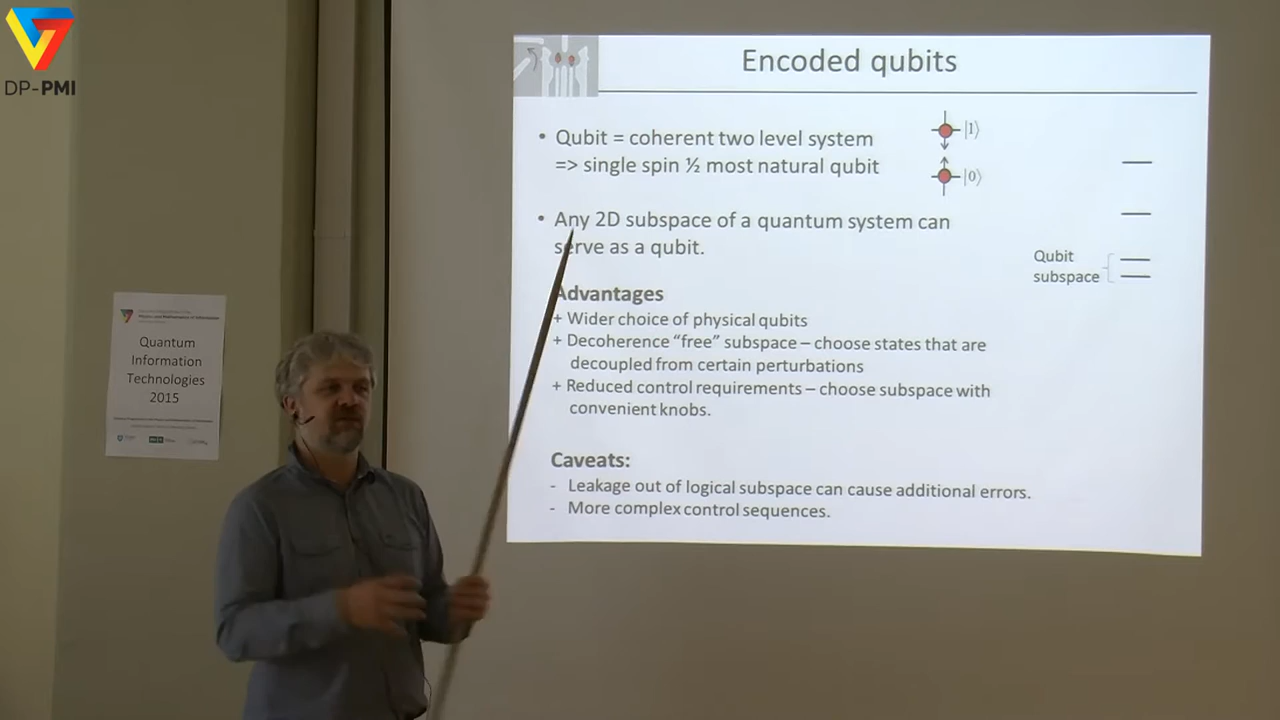 DP-PMI
Encoded qubits
• Qubit = coherent two level system
=> single spin ½ most natural qubit
|1⟩
|0⟩
• Any 2D subspace of a quantum system can
serve as a qubit.
Qubit
subspace
Advantages
+ Wider choice of physical qubits
+ Decoherence “free” subspace – choose states that are
decoupled from certain perturbations
+ Reduced control requirements – choose subspace with
convenient knobs.
Caveats:
- Leakage out of logical subspace can cause additional errors.
- More complex control sequences.
Quantum
Information
Technologies
2015